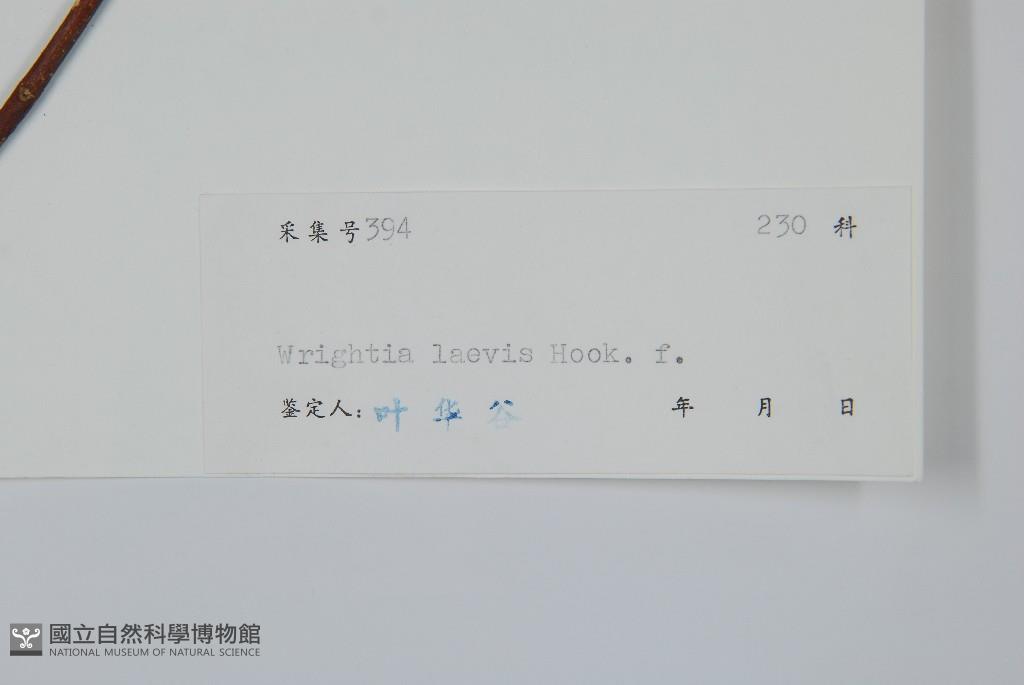 采集号394 230 科
Wrightia laevis Hook. f.
鉴定人: 叶华谷 年 月 日
國立自然科學博物館
NATIONAL MUSEUM OF NATURAL SCIENCE